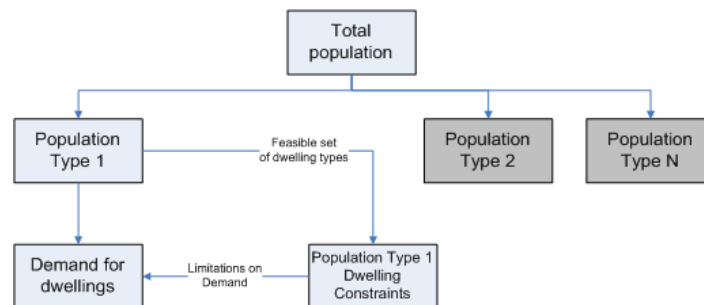 Total
population
Population
Type 1
Feasible set
of dwelling types
Population
Type 2
Population
Type N
Demand for
dwellings
Limitations on
Demand
Population Type 1
Dwelling
Constraints